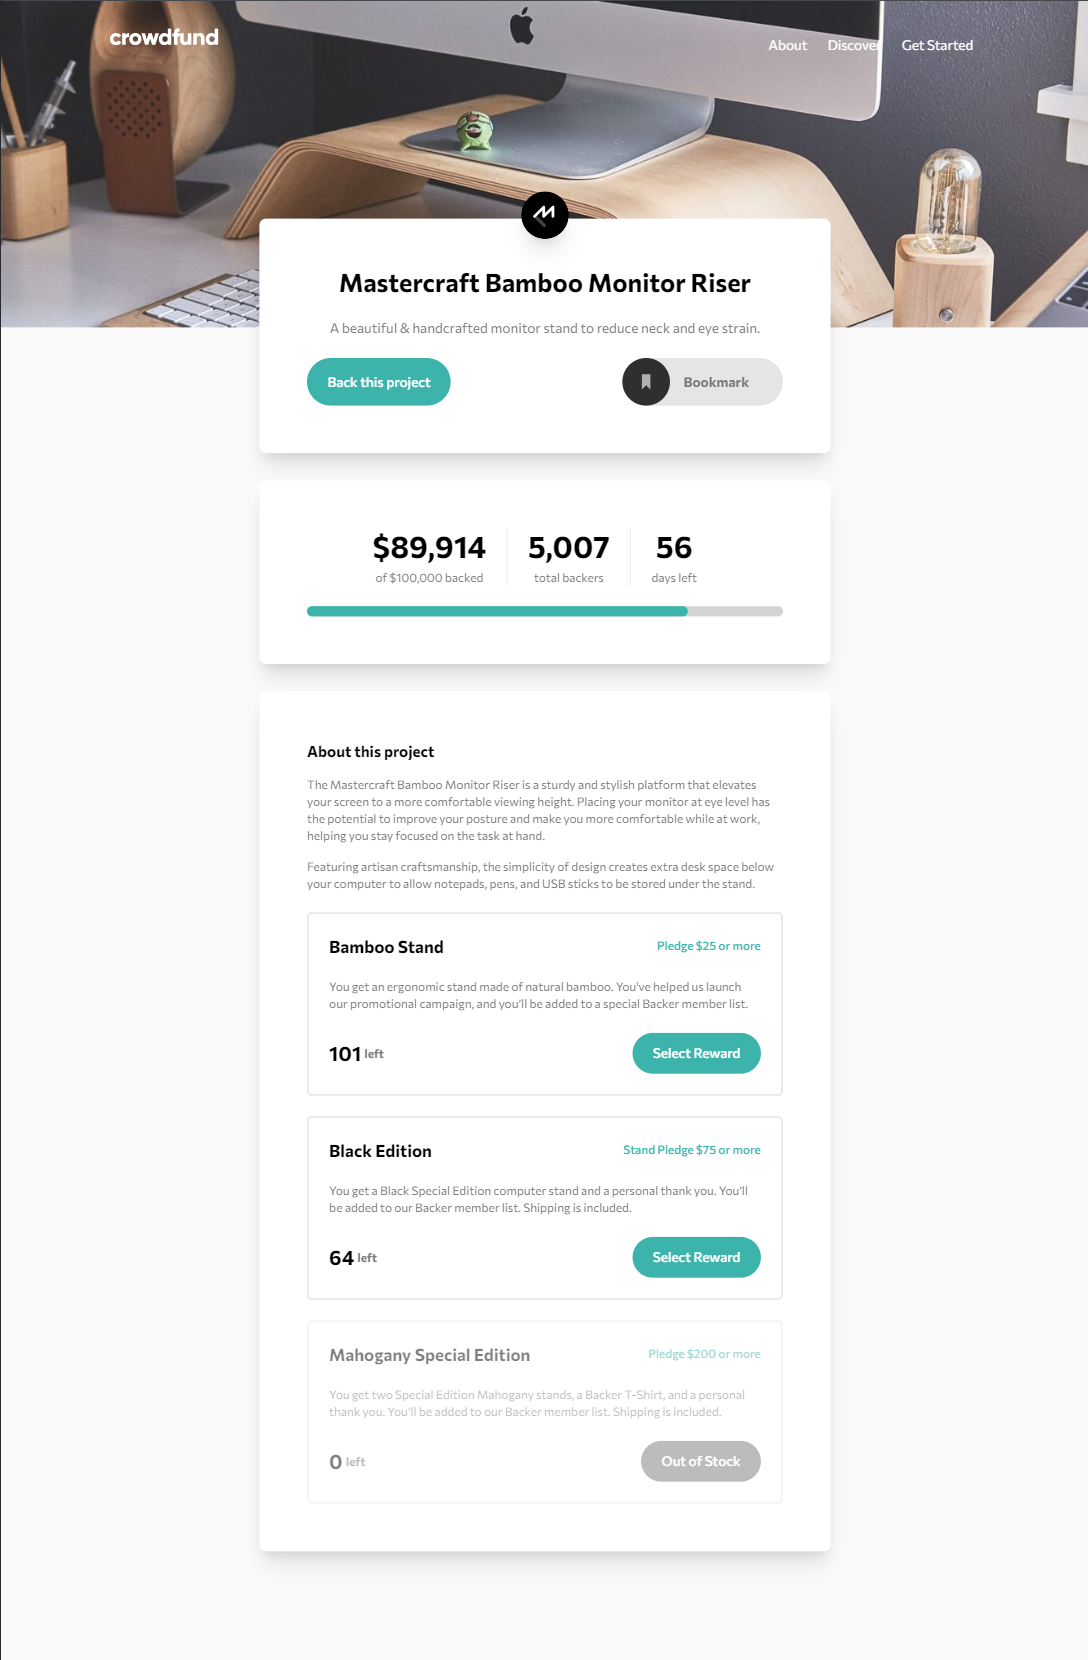 crowdfund
About Discover Get Started
Mastercraft Bamboo Monitor Riser
A beautiful & handcrafted monitor stand to reduce neck and eye strain.
Back this project
Bookmark
$89,914 5,007 56
of $100,000 backed total backers days left
About this project
The Mastercraft Bamboo Monitor Riser is a sturdy and stylish platform that elevates
your screen to a more comfortable viewing height. Placing your monitor at eye level has
the potential to improve your posture and make you more comfortable while at work,
helping you stay focused on the task at hand.
Featuring artisan craftsmanship, the simplicity of design creates extra desk space below
your computer to allow notepads, pens, and USB sticks to be stored under the stand.
Bamboo Stand Pledge $25 or more
You get an ergonomic stand made of natural bamboo. You've helped us launch
our promotional campaign, and you'll be added to a special Backer member list.
101 left Select Reward
Black Edition Stand Pledge $75 or more
You get a Black Special Edition computer stand and a personal thank you. You'll
be added to our Backer member list. Shipping is included.
64 left Select Reward
Mahogany Special Edition Pledge $200 or more
You get two Special Edition Mahogany stands, a Backer T-Shirt, and a personal
thank you. You'll be added to our Backer member list. Shipping is included.
0 left Out of Stock